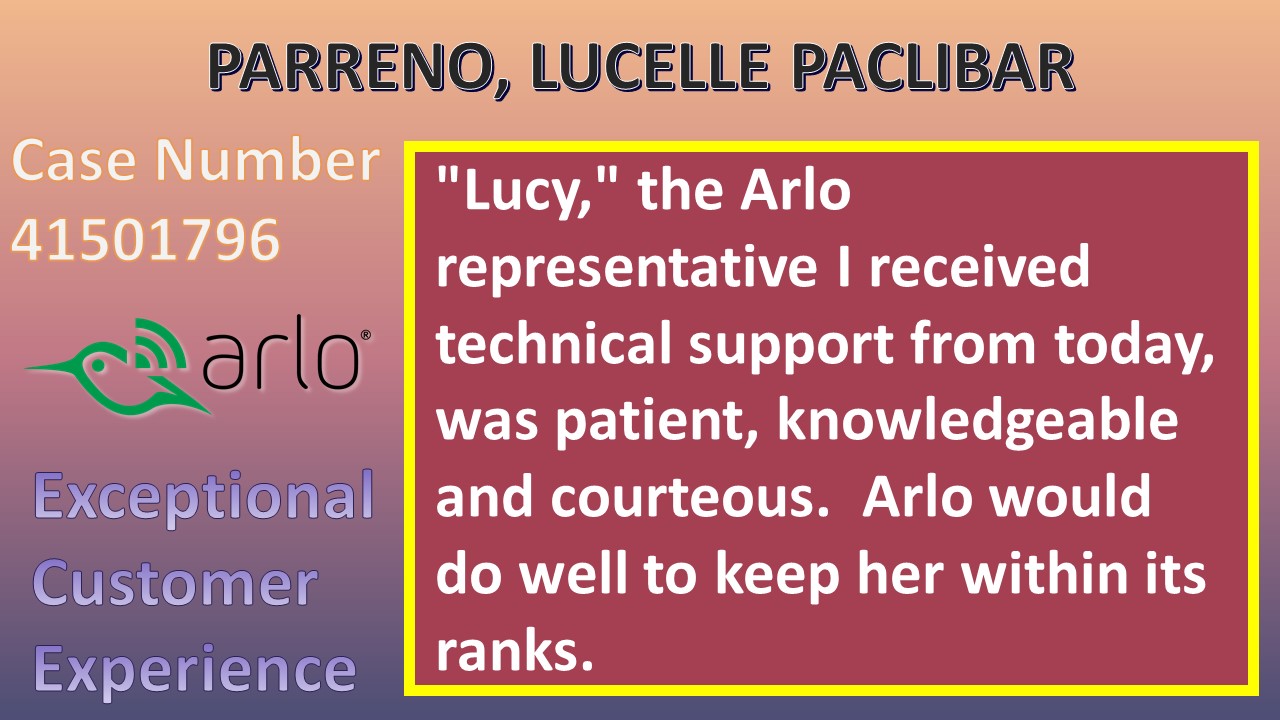 PARRENO, LUCELLE PACLIBAR
Case Number
41501796
arlo®
Exceptional
Customer
Experience
"Lucy," the Arlo
representative I received
technical support from today,
was patient, knowledgeable
and courteous.  Arlo would
do well to keep her within its
ranks.